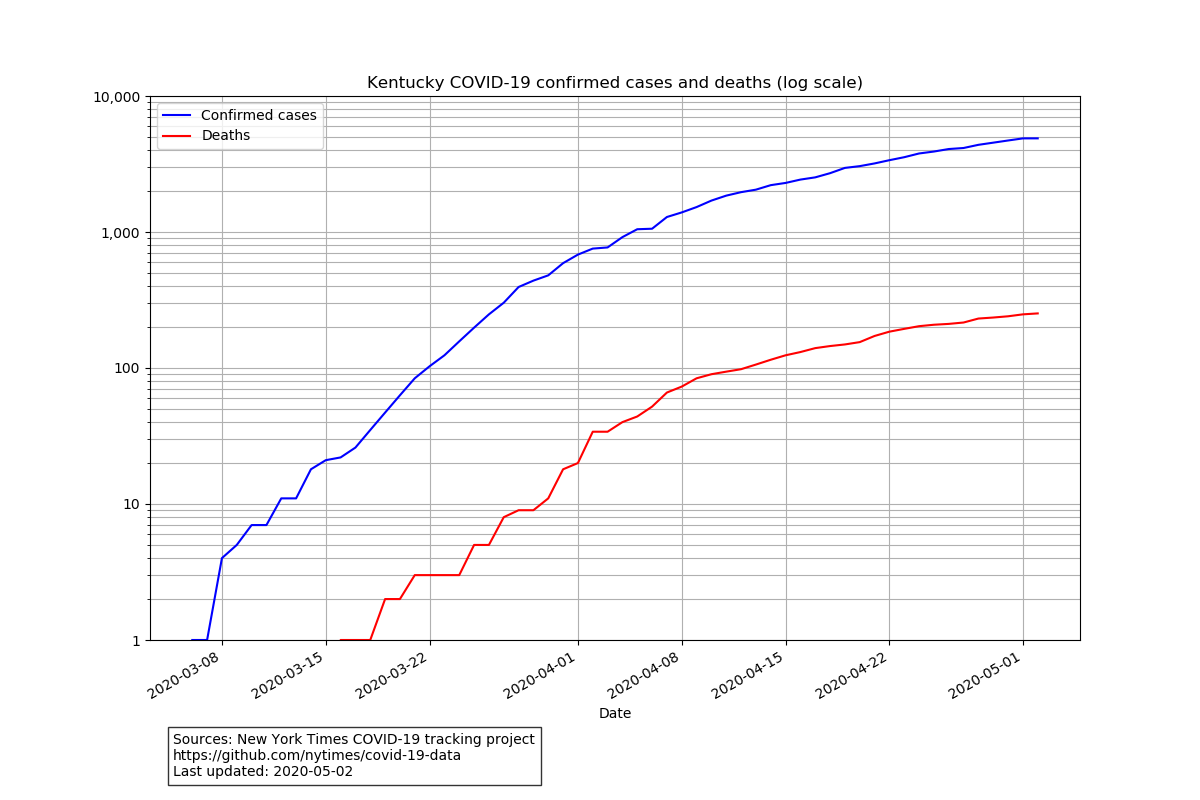 Kentucky COVID-19 confirmed cases and deaths (log scale)
10,000
1,000
100
10
1
Confirmed cases
Deaths
2020-03-08
2020-03-15
2020-03-22
2020-04-01
2020-04-08
2020-04-15
2020-04-22
2020-05-01
Date
Sources: New York Times COVID-19 tracking project
https://github.com/nytimes/covid-19-data
Last updated: 2020-05-02